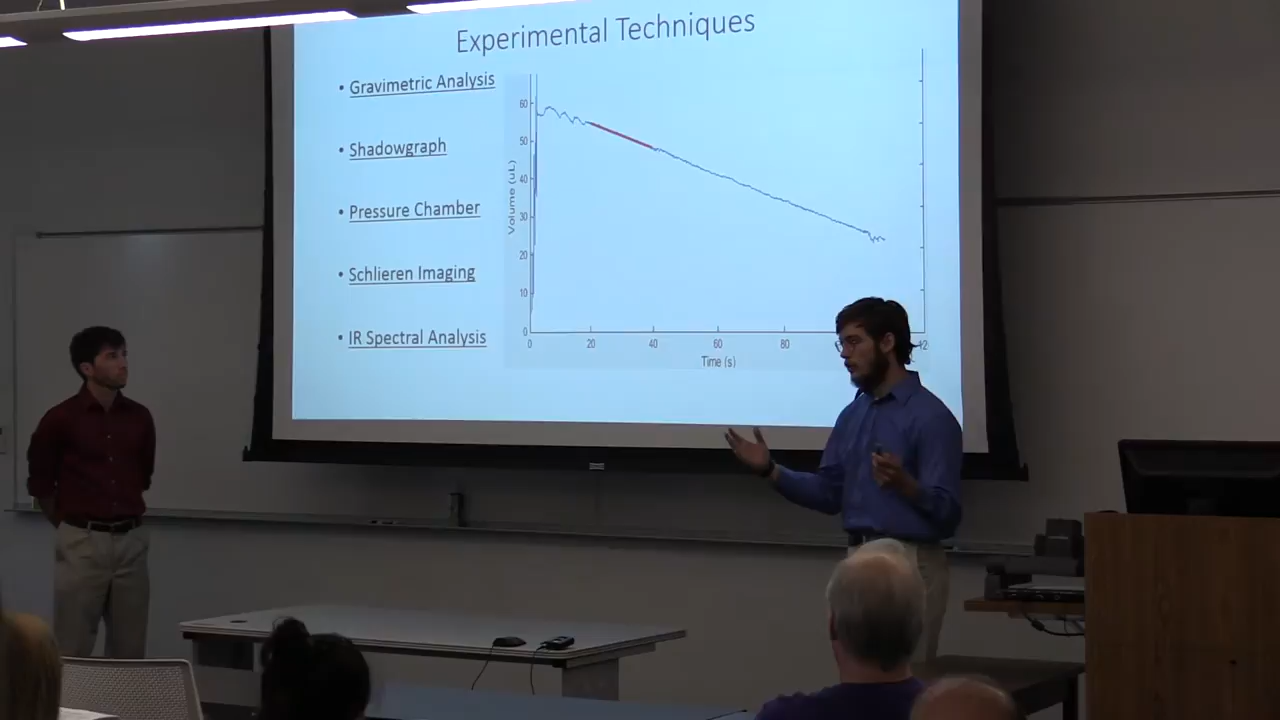 Experimental Techniques
• Gravimetric Analysis
• Shadowgraph
• Pressure Chamber
• Schlieren Imaging
• IR Spectral Analysis
Volume (uL)
60
50
40
30
20
10
0
0 20 40 60 80
Time (s)